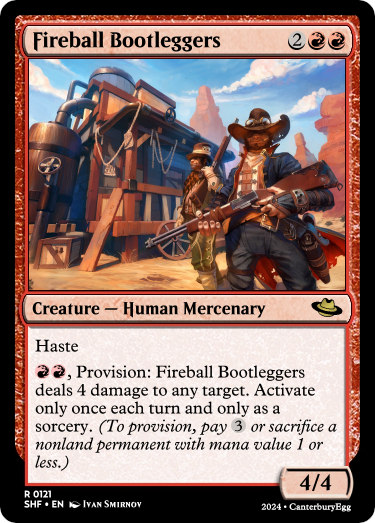 Fireball Bootleggers 2
Creature — Human Mercenary
Haste
, Provision: Fireball Bootleggers
deals 4 damage to any target. Activate
only once each turn and only as a
sorcery. (To provision, pay 3 or sacrifice a
nonland permanent with mana value 1 or
less.)
4/4
R 0121
SHF • EN Ivan Smirnov
2024 • CanterburyEgg